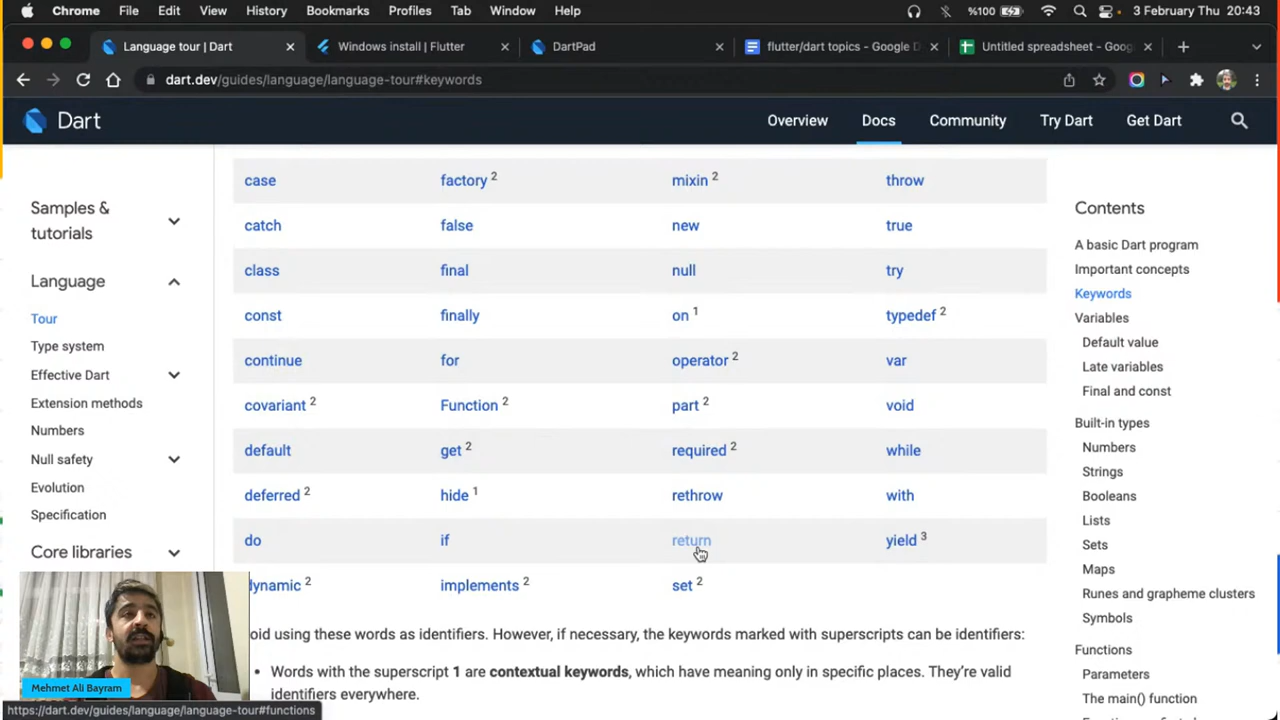 Chrome File Edit View History Bookmarks Profiles Tab Window Help %100 3 February Thu 20:43
Language tour | Dart Windows install | Flutter DartPad flutter/dart topics - Google D Untitled spreadsheet - Goog
dart.dev/guides/language/language-tour#keywords
Dart Overview Docs Community Try Dart Get Dart
Samples &
tutorials
Language
Tour
Type system
Effective Dart
Extension methods
Numbers
Null safety
Evolution
Specification
Core libraries
case factory 2 mixin 2 throw
catch false new true
class final null try
const finally on 1 typedef 2
continue for operator 2 var
covariant 2 Function 2 part 2 void
default get 2 required 2 while
deferred 2 hide 1 rethrow with
do if return yield 3
dynamic 2 implements 2 set 2
oid using these words as identifiers. However, if necessary, the keywords marked with superscripts can be identifiers:
• Words with the superscript 1 are contextual keywords, which have meaning only in specific places. They're valid
identifiers everywhere.
Contents
A basic Dart program
Important concepts
Keywords
Variables
Default value
Late variables
Final and const
Built-in types
Numbers
Strings
Booleans
Lists
Sets
Maps
Runes and grapheme clusters
Symbols
Functions
Parameters
The main() function
Mehmet Ali Bayram
https://dart.dev/guides/language/language-tour#functions